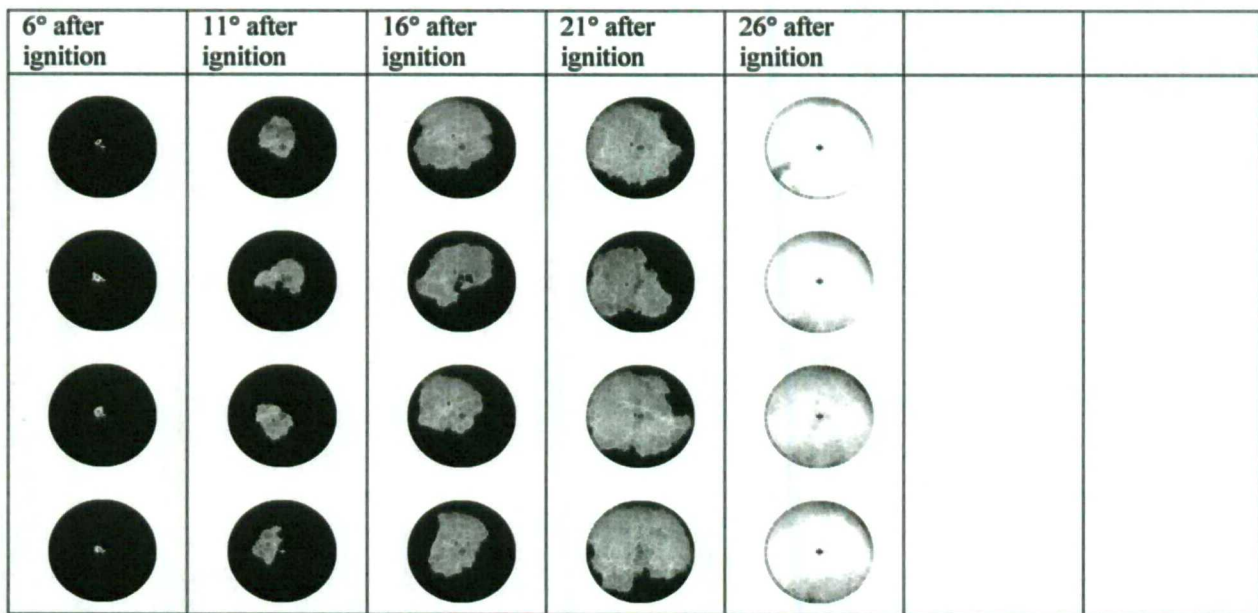 6° after
ignition
11° after
ignition
16° after
ignition
21° after
ignition
26° after
ignition